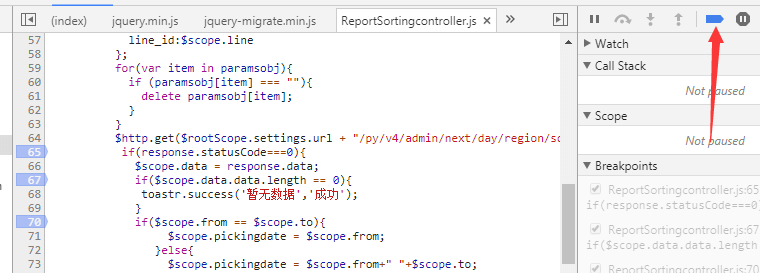 (index) jquery.min.js jquery-migrate.min.js ReportSortingcontroller.js ×
57 line_id:$scope.line
58 };
59 for(var item in paramsobj){
60 if (paramsobj[item] === ""){
61 delete paramsobj[item];
62 }
63 }
64 $http.get($rootScope.settings.url + "/py/v4/admin/next/day/region/so
65 if(response.statusCode===0){
66 $scope.data = response.data;
67 if($scope.data.data.length == 0){
68 toastr.success('暂无数据','成功');
69 }
70 if($scope.from == $scope.to){
71 $scope.pickingdate = $scope.from;
72 }else{
73 $scope.pickingdate = $scope.from+" "+$scope.to;
Watch
Call Stack
Not paused
Scope
Not paused
Breakpoints
ReportSortingcontroller.js:65
if(response.statusCode===0)
ReportSortingcontroller.js:67
if($scope.data.data.length
ReportSortingcontroller.js:70